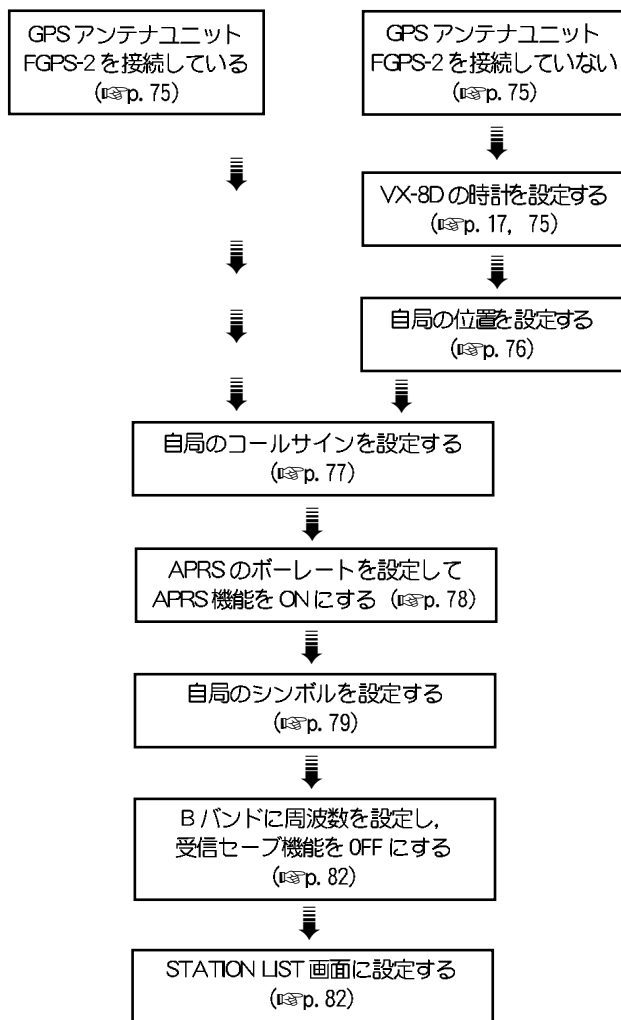 GPS アンテナユニット
FGPS-2 を接続している
(☞p. 75)
GPS アンテナユニット
FGPS-2 を接続していない
(☞p. 75)
VX-8D の時計を設定する
(☞p. 17, 75)
自局の位置を設定する
(☞p. 76)
自局のコールサインを設定する
(☞p. 77)
APRS のボーレートを設定して
APRS 機能を ON にする (☞p. 78)
自局のシンボルを設定する
(☞p. 79)
B バンドに周波数を設定し,
受信セーブ機能を OFF にする
(☞p. 82)
STATION LIST 画面に設定する
(☞p. 82)